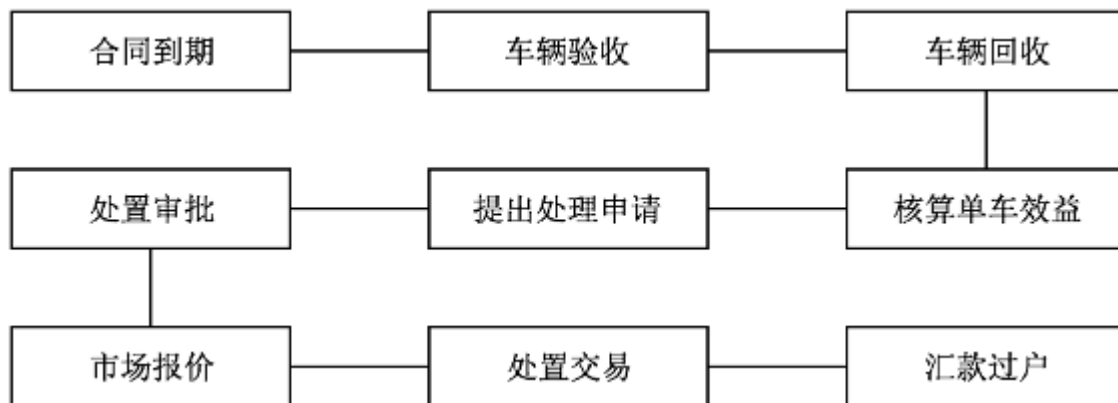 合同到期
车辆验收
车辆回收
处置审批
提出处理申请
核算单车效益
市场报价
处置交易
汇款过户